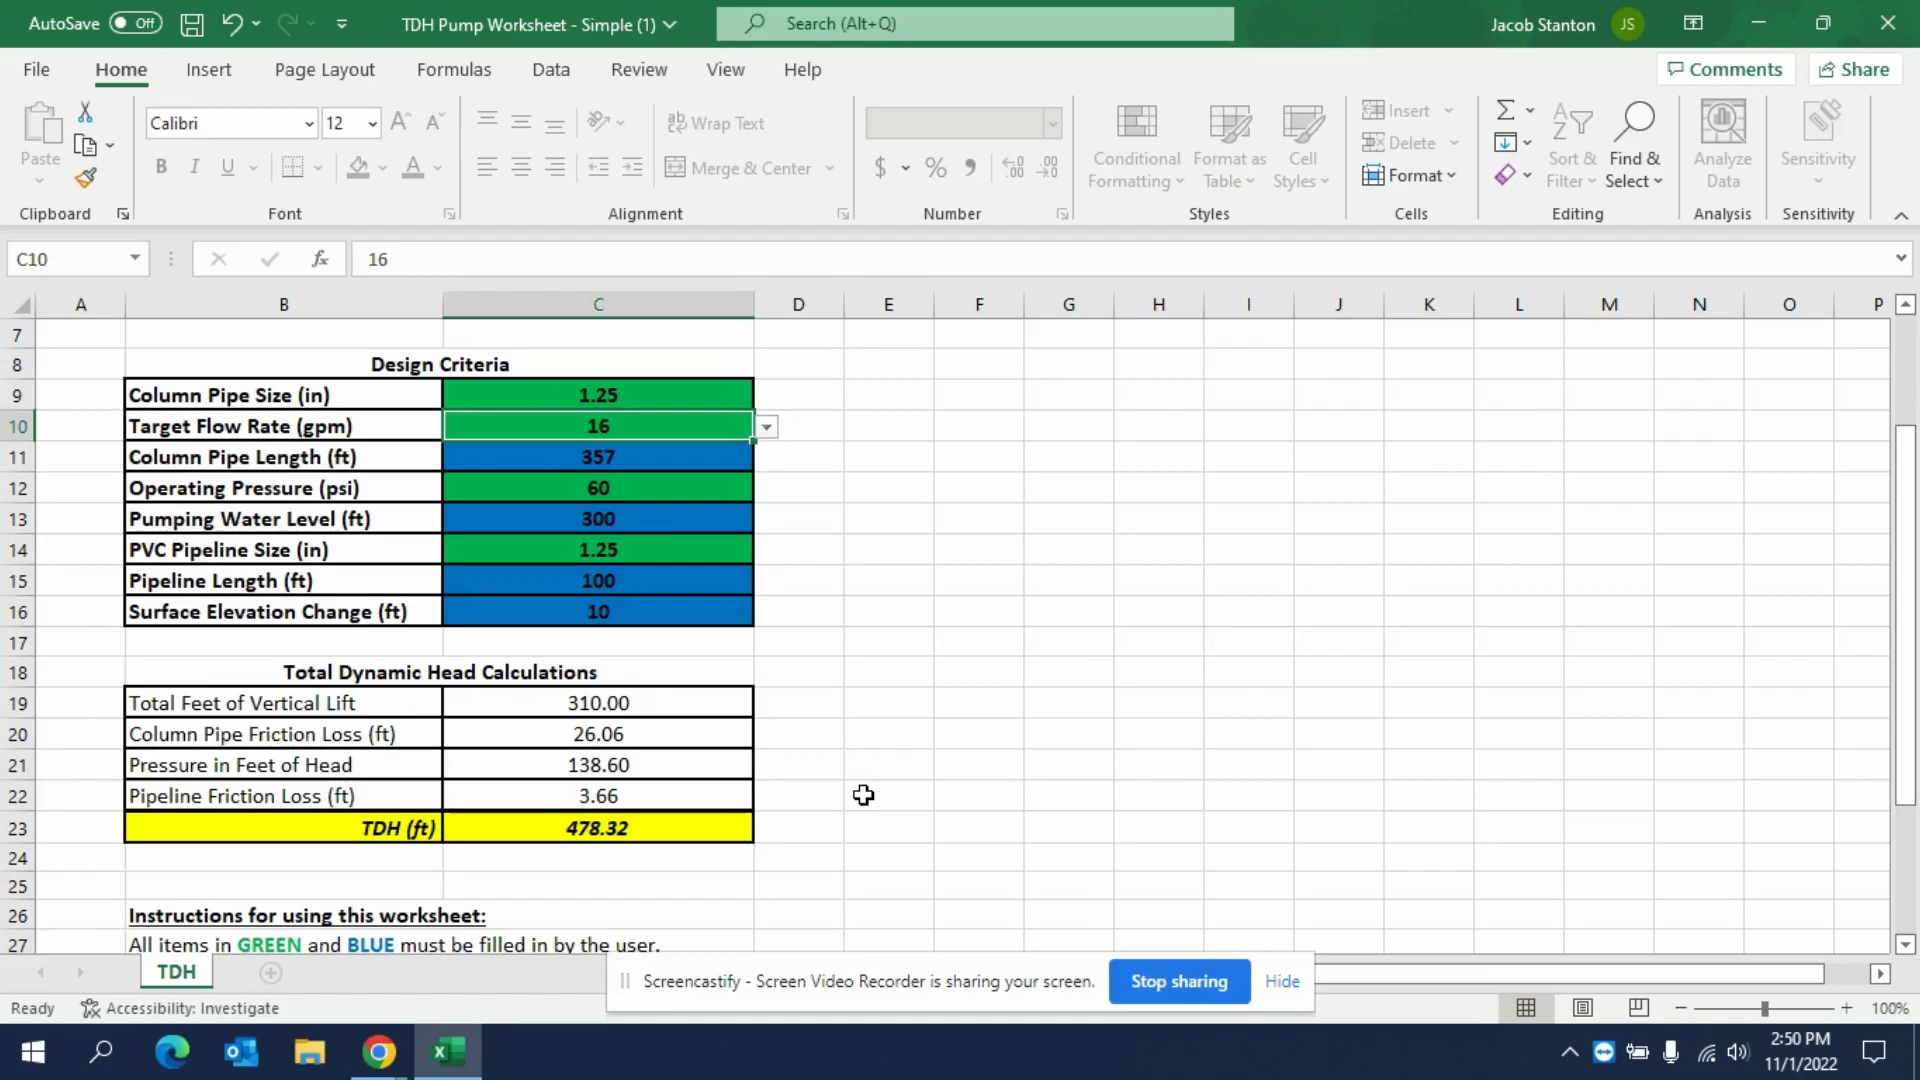 AutoSave Off TDH Pump Worksheet - Simple (1) Search (Alt+Q) Jacob Stanton JS
File Home Insert Page Layout Formulas Data Review View Help Comments Share
Calibri 12 A^ A ab Wrap Text Insert
Paste Conditional Formatting Format as Table Cell Styles Delete Sort & Filter Find & Select Analyze Data Sensitivity
B I U A Merge & Center $ % Format
Clipboard Font Alignment Number Styles Cells Editing Analysis Sensitivity
C10 fx 16
A B C D E F G H I J K L M N O P
7
8 Design Criteria
9 Column Pipe Size (in) 1.25
10 Target Flow Rate (gpm) 16
11 Column Pipe Length (ft) 357
12 Operating Pressure (psi) 60
13 Pumping Water Level (ft) 300
14 PVC Pipeline Size (in) 1.25
15 Pipeline Length (ft) 100
16 Surface Elevation Change (ft) 10
17
18 Total Dynamic Head Calculations
19 Total Feet of Vertical Lift 310.00
20 Column Pipe Friction Loss (ft) 26.06
21 Pressure in Feet of Head 138.60
22 Pipeline Friction Loss (ft) 3.66
23 TDH (ft) 478.32
24
25
26 Instructions for using this worksheet:
27 All items in GREEN and BLUE must be filled in by the user.
TDH
Screencastify - Screen Video Recorder is sharing your screen. Stop sharing Hide
Ready Accessibility: Investigate 100%
2:50 PM
11/1/2022